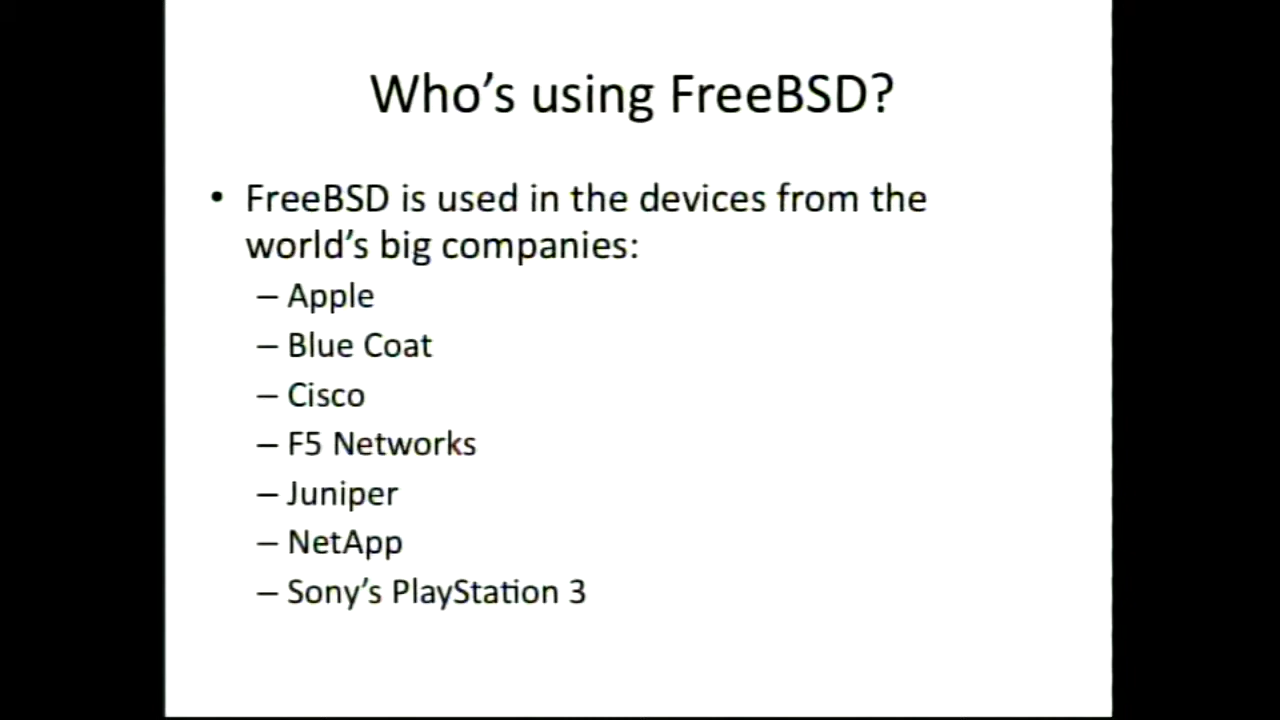 Who's using FreeBSD?
• FreeBSD is used in the devices from the
world's big companies:
– Apple
– Blue Coat
– Cisco
– F5 Networks
– Juniper
– NetApp
– Sony's PlayStation 3